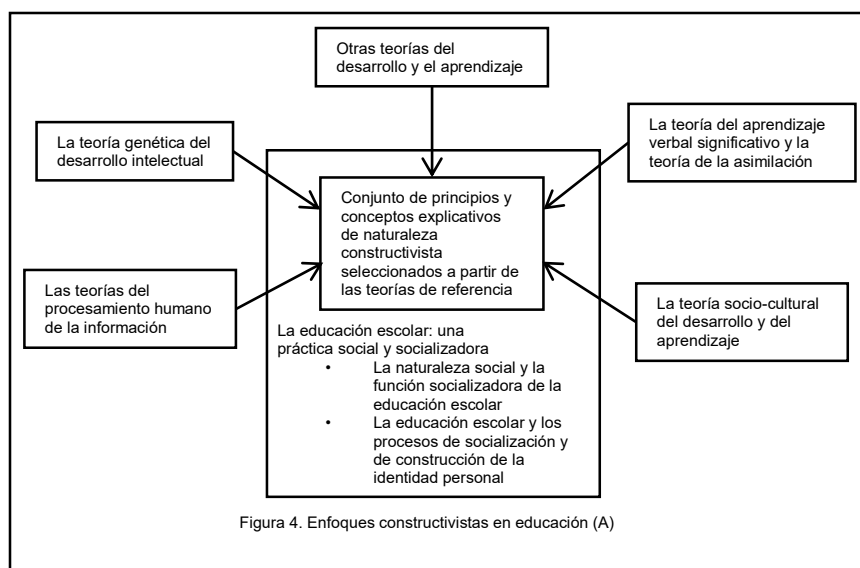 Otras teorías del
desarrollo y el aprendizaje
La teoría genética del
desarrollo intelectual
La teoría del aprendizaje
verbal significativo y la
teoría de la asimilación
Conjunto de principios y
conceptos explicativos
de naturaleza
constructivista
seleccionados a partir de
las teorías de referencia
Las teorías del
procesamiento humano
de la información
La teoría socio-cultural
del desarrollo y del
aprendizaje
La educación escolar: una
práctica social y socializadora
• La naturaleza social y la
función socializadora de la
educación escolar
• La educación escolar y los
procesos de socialización y
de construcción de la
identidad personal
Figura 4. Enfoques constructivistas en educación (A)